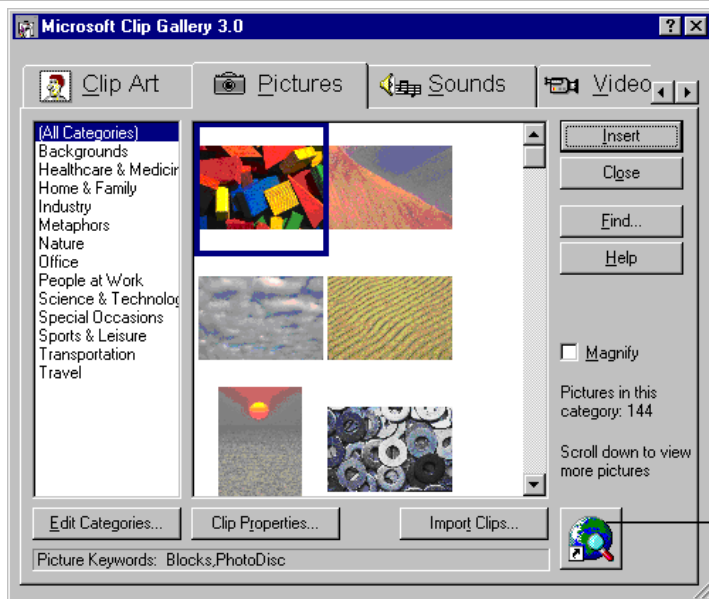 Microsoft Clip Gallery 3.0
Clip Art
Pictures
Sounds
Video
(All Categories)
Backgrounds
Healthcare & Medicin
Home & Family
Industry
Metaphors
Nature
Office
People at Work
Science & Technolog
Special Occasions
Sports & Leisure
Transportation
Travel
Insert
Close
Find...
Help
Magnify
Pictures in this
category: 144
Scroll down to view
more pictures
Edit Categories...
Clip Properties...
Import Clips...
Picture Keywords: Blocks,PhotoDisc